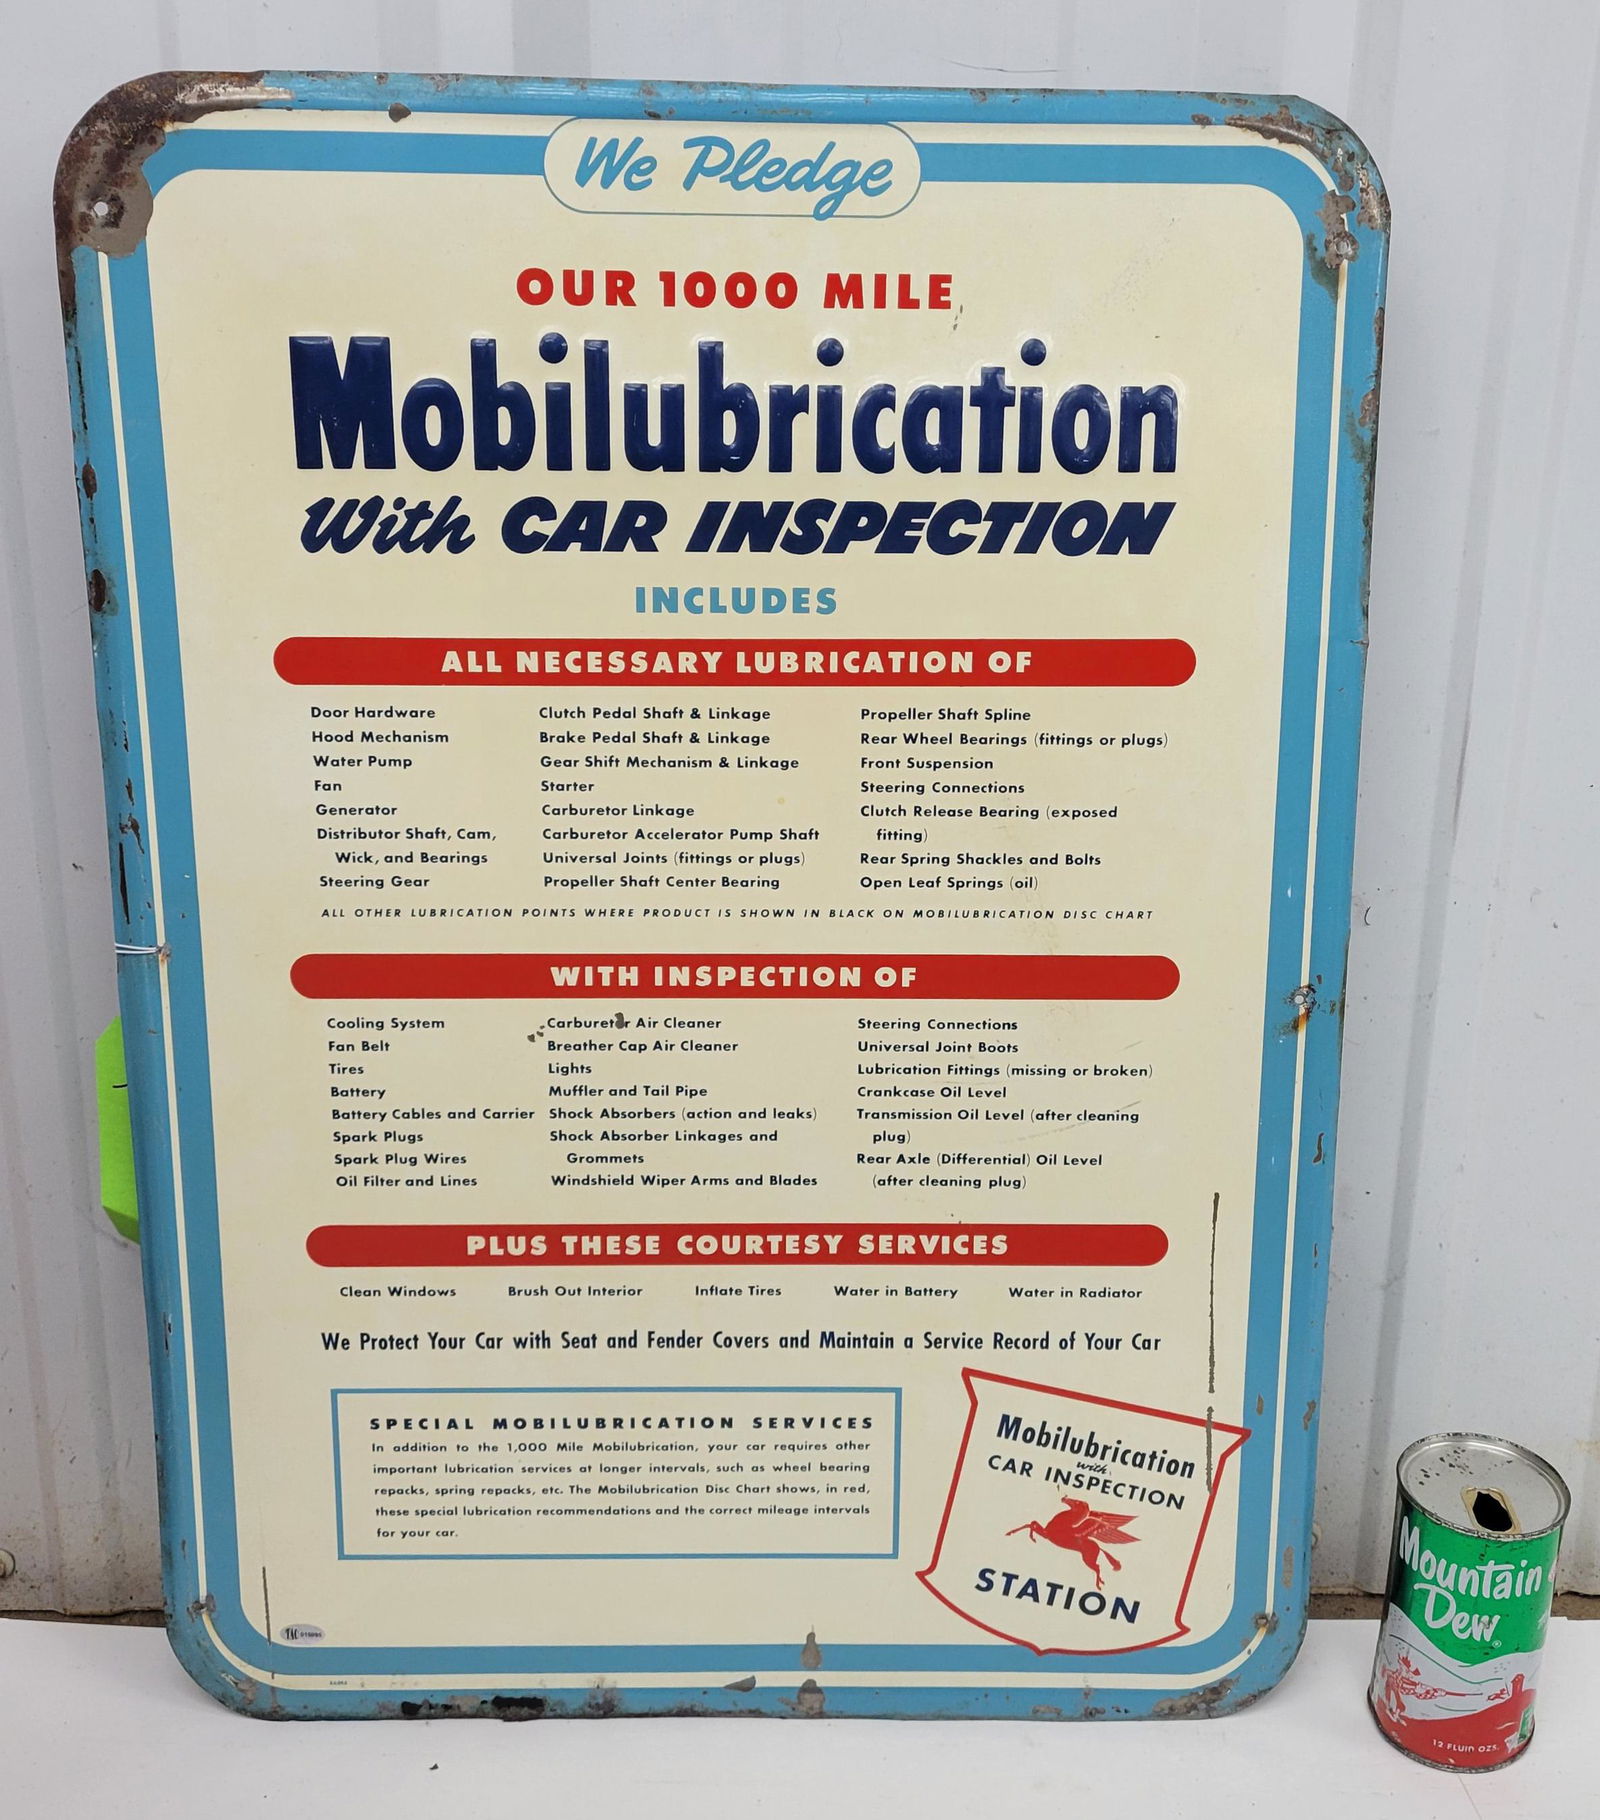 We Pledge
OUR 1000 MILE
Mobilubrication
With CAR INSPECTION
INCLUDES
ALL NECESSARY LUBRICATION OF
Door Hardware
Hood Mechanism
Water Pump
Fan
Generator
Distributor Shaft, Cam,
Wick, and Bearings
Steering Gear
Clutch Pedal Shaft & Linkage
Brake Pedal Shaft & Linkage
Gear Shift Mechanism & Linkage
Starter
Carburetor Linkage
Carburetor Accelerator Pump Shaft
Universal Joints (fittings or plugs)
Propeller Shaft Center Bearing
Propeller Shaft Spline
Rear Wheel Bearings (fittings or plugs)
Front Suspension
Steering Connections
Clutch Release Bearing (exposed
fitting)
Rear Spring Shackles and Bolts
Open Leaf Springs (oil)
ALL OTHER LUBRICATION POINTS WHERE PRODUCT IS SHOWN IN BLACK ON MOBILUBRICATION DISC CHART
WITH INSPECTION OF
Cooling System
Fan Belt
Tires
Battery
Battery Cables and Carrier
Spark Plugs
Spark Plug Wires
Oil Filter and Lines
Carburetor Air Cleaner
Breather Cap Air Cleaner
Lights
Muffler and Tail Pipe
Shock Absorbers (action and leaks)
Shock Absorber Linkages and
Grommets
Windshield Wiper Arms and Blades
Steering Connections
Universal Joint Boots
Lubrication Fittings (missing or broken)
Crankcase Oil Level
Transmission Oil Level (after cleaning
plug)
Rear Axle (Differential) Oil Level
(after cleaning plug)
PLUS THESE COURTESY SERVICES
Clean Windows Brush Out Interior Inflate Tires Water in Battery Water in Radiator
We Protect Your Car with Seat and Fender Covers and Maintain a Service Record of Your Car
SPECIAL MOBILUBRICATION SERVICES
In addition to the 1,000 Mile Mobilubrication, your car requires other
important lubrication services at longer intervals, such as wheel bearing
repacks, spring repacks, etc. The Mobilubrication Disc Chart shows, in red,
these special lubrication recommendations and the correct mileage intervals
for your car.
Mobilubrication
with
CAR INSPECTION
STATION
TAC
Mountain
Dew
12 FLUID OZS.